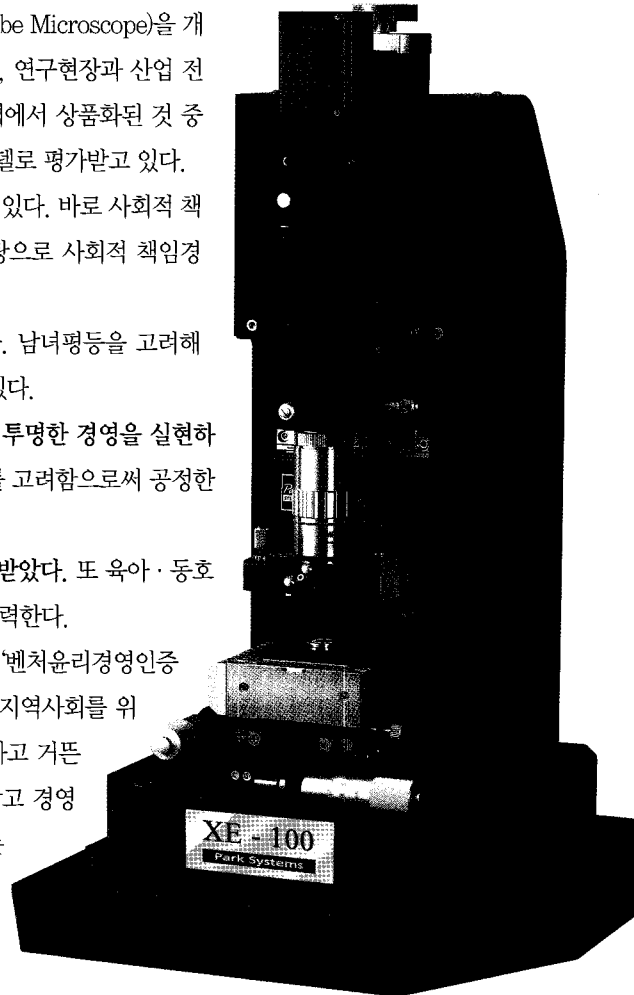 be Microscope)을 개
, 연구현장과 산업 전
역에서 상품화된 것 중
델로 평가받고 있다.
있다. 바로 사회적 책
탕으로 사회적 책임경
. 남녀평등을 고려해
있다.
투명한 경영을 실현하
를 고려함으로써 공정한
받았다. 또 육아 · 동호
력한다.
‘벤처윤리경영인증
지역사회를 위
하고 거뜬
고 경영
XE - 100
Park Systems